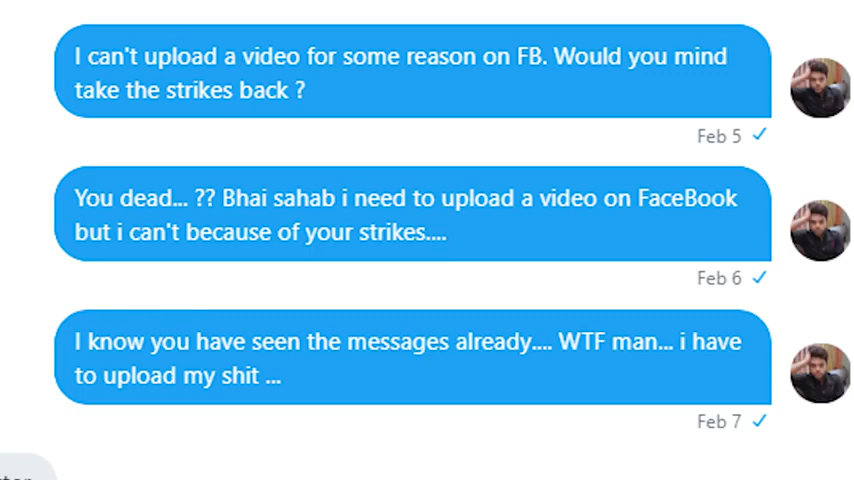 I can't upload a video for some reason on FB. Would you mind
take the strikes back ?
Feb 5
You dead... ?? Bhai sahab i need to upload a video on FaceBook
but i can't because of your strikes....
Feb 6
I know you have seen the messages already.... WTF man... i have
to upload my shit ...
Feb 7